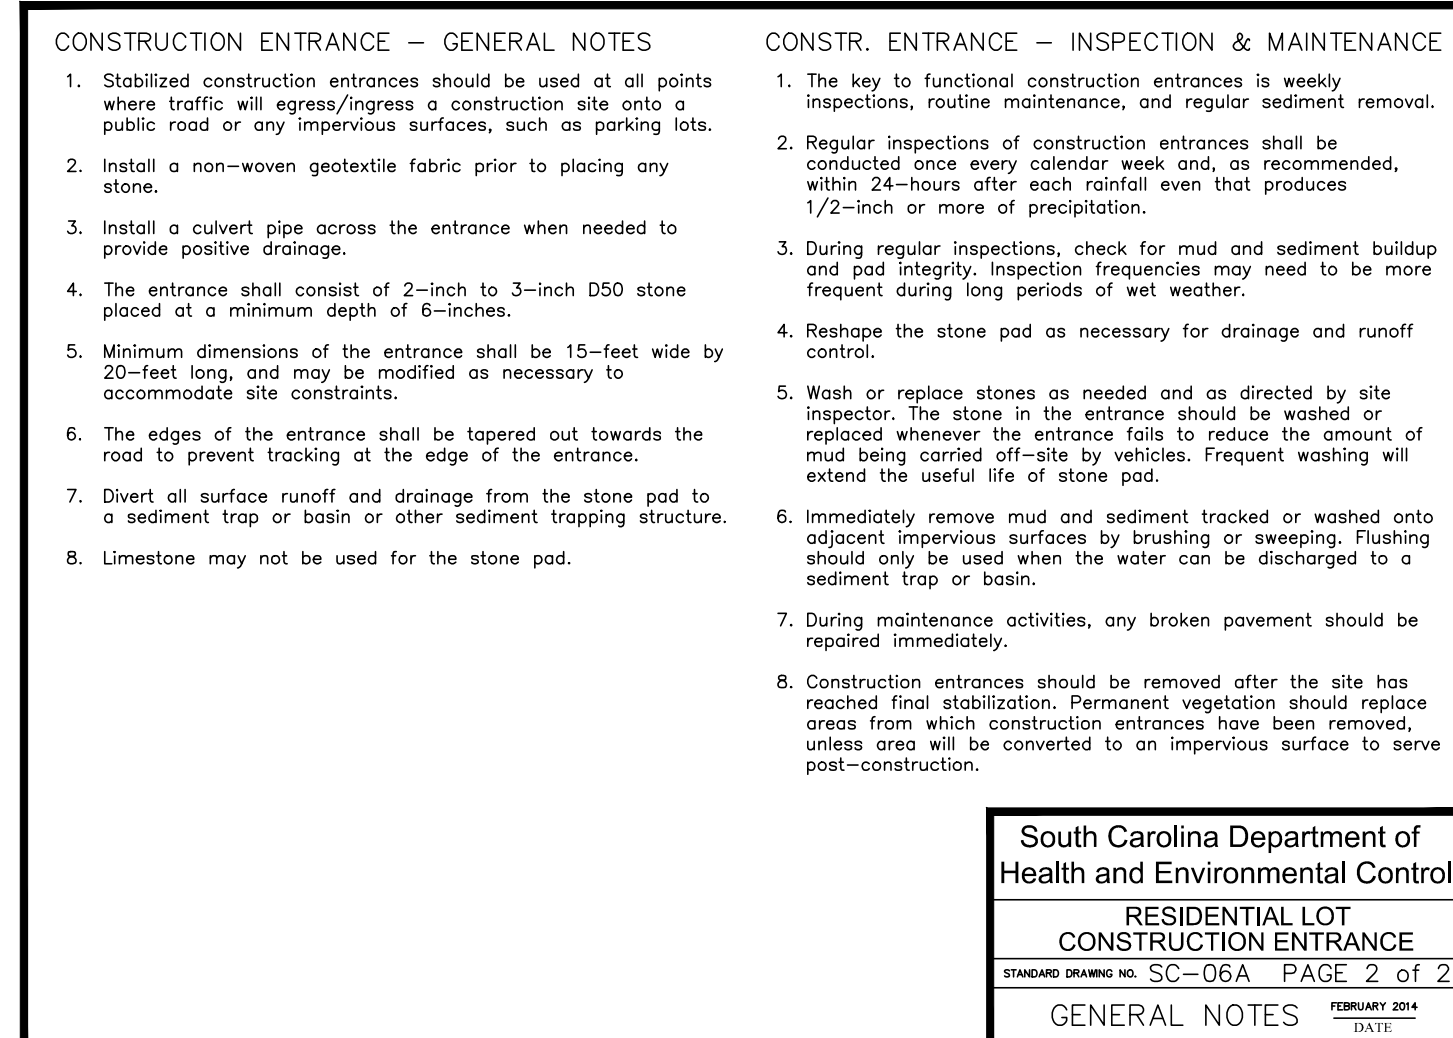 CONSTRUCTION ENTRANCE – GENERAL NOTES
1. Stabilized construction entrances should be used at all points
where traffic will egress/ingress a construction site onto a
public road or any impervious surfaces, such as parking lots.
2. Install a non–woven geotextile fabric prior to placing any
stone.
3. Install a culvert pipe across the entrance when needed to
provide positive drainage.
4. The entrance shall consist of 2–inch to 3–inch D50 stone
placed at a minimum depth of 6–inches.
5. Minimum dimensions of the entrance shall be 15–feet wide by
20–feet long, and may be modified as necessary to
accommodate site constraints.
6. The edges of the entrance shall be tapered out towards the
road to prevent tracking at the edge of the entrance.
7. Divert all surface runoff and drainage from the stone pad to
a sediment trap or basin or other sediment trapping structure.
8. Limestone may not be used for the stone pad.
CONSTR. ENTRANCE – INSPECTION & MAINTENANCE
1. The key to functional construction entrances is weekly
inspections, routine maintenance, and regular sediment removal.
2. Regular inspections of construction entrances shall be
conducted once every calendar week and, as recommended,
within 24–hours after each rainfall even that produces
1/2–inch or more of precipitation.
3. During regular inspections, check for mud and sediment buildup
and pad integrity. Inspection frequencies may need to be more
frequent during long periods of wet weather.
4. Reshape the stone pad as necessary for drainage and runoff
control.
5. Wash or replace stones as needed and as directed by site
inspector. The stone in the entrance should be washed or
replaced whenever the entrance fails to reduce the amount of
mud being carried off–site by vehicles. Frequent washing will
extend the useful life of stone pad.
6. Immediately remove mud and sediment tracked or washed onto
adjacent impervious surfaces by brushing or sweeping. Flushing
should only be used when the water can be discharged to a
sediment trap or basin.
7. During maintenance activities, any broken pavement should be
repaired immediately.
8. Construction entrances should be removed after the site has
reached final stabilization. Permanent vegetation should replace
areas from which construction entrances have been removed,
unless area will be converted to an impervious surface to serve
post–construction.
South Carolina Department of
Health and Environmental Control
RESIDENTIAL LOT
CONSTRUCTION ENTRANCE
STANDARD DRAWING NO. SC–06A PAGE 2 of 2
GENERAL NOTES FEBRUARY 2014
DATE